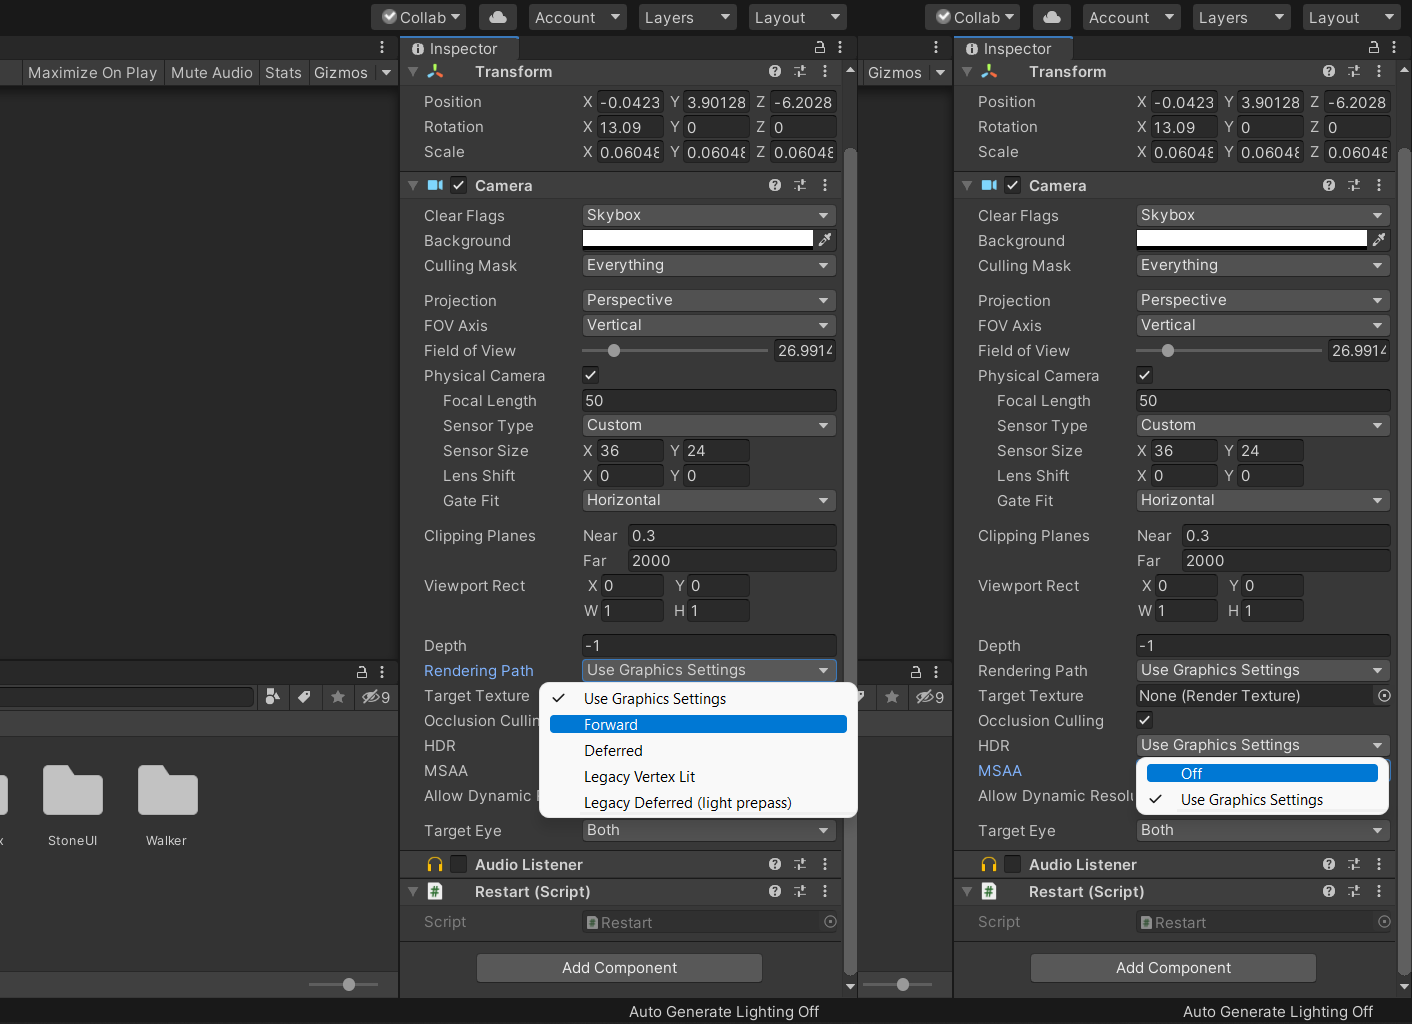 Collab Account Layers Layout Collab Account Layers Layout
Inspector Inspector
Maximize On Play Mute Audio Stats Gizmos Transform Gizmos Transform
Position X -0.0423 Y 3.90128 Z -6.2028 Position X -0.0423 Y 3.90128 Z -6.2028
Rotation X 13.09 Y 0 Z 0 Rotation X 13.09 Y 0 Z 0
Scale X 0.06048 Y 0.06048 Z 0.06048 Scale X 0.06048 Y 0.06048 Z 0.06048
Camera Camera
Clear Flags Skybox Clear Flags Skybox
Background Background
Culling Mask Everything Culling Mask Everything
Projection Perspective Projection Perspective
FOV Axis Vertical FOV Axis Vertical
Field of View 26.9914 Field of View 26.9914
Physical Camera Physical Camera
Focal Length 50 Focal Length 50
Sensor Type Custom Sensor Type Custom
Sensor Size X 36 Y 24 Sensor Size X 36 Y 24
Lens Shift X 0 Y 0 Lens Shift X 0 Y 0
Gate Fit Horizontal Gate Fit Horizontal
Clipping Planes Near 0.3 Clipping Planes Near 0.3
Far 2000 Far 2000
Viewport Rect X 0 Y 0 Viewport Rect X 0 Y 0
W 1 H 1 W 1 H 1
Depth -1 Depth -1
Rendering Path Use Graphics Settings Rendering Path Use Graphics Settings
9 Target Texture Use Graphics Settings 9 Target Texture None (Render Texture)
Occlusion Cullin Forward Occlusion Culling
HDR Deferred HDR Use Graphics Settings
MSAA Legacy Vertex Lit MSAA Off
Allow Dynamic Legacy Deferred (light prepass) Allow Dynamic Resol Use Graphics Settings
Target Eye Both Target Eye Both
x StoneUI Walker
Audio Listener Audio Listener
# Restart (Script) # Restart (Script)
Script # Restart Script # Restart
Add Component Add Component
Auto Generate Lighting Off Auto Generate Lighting Off